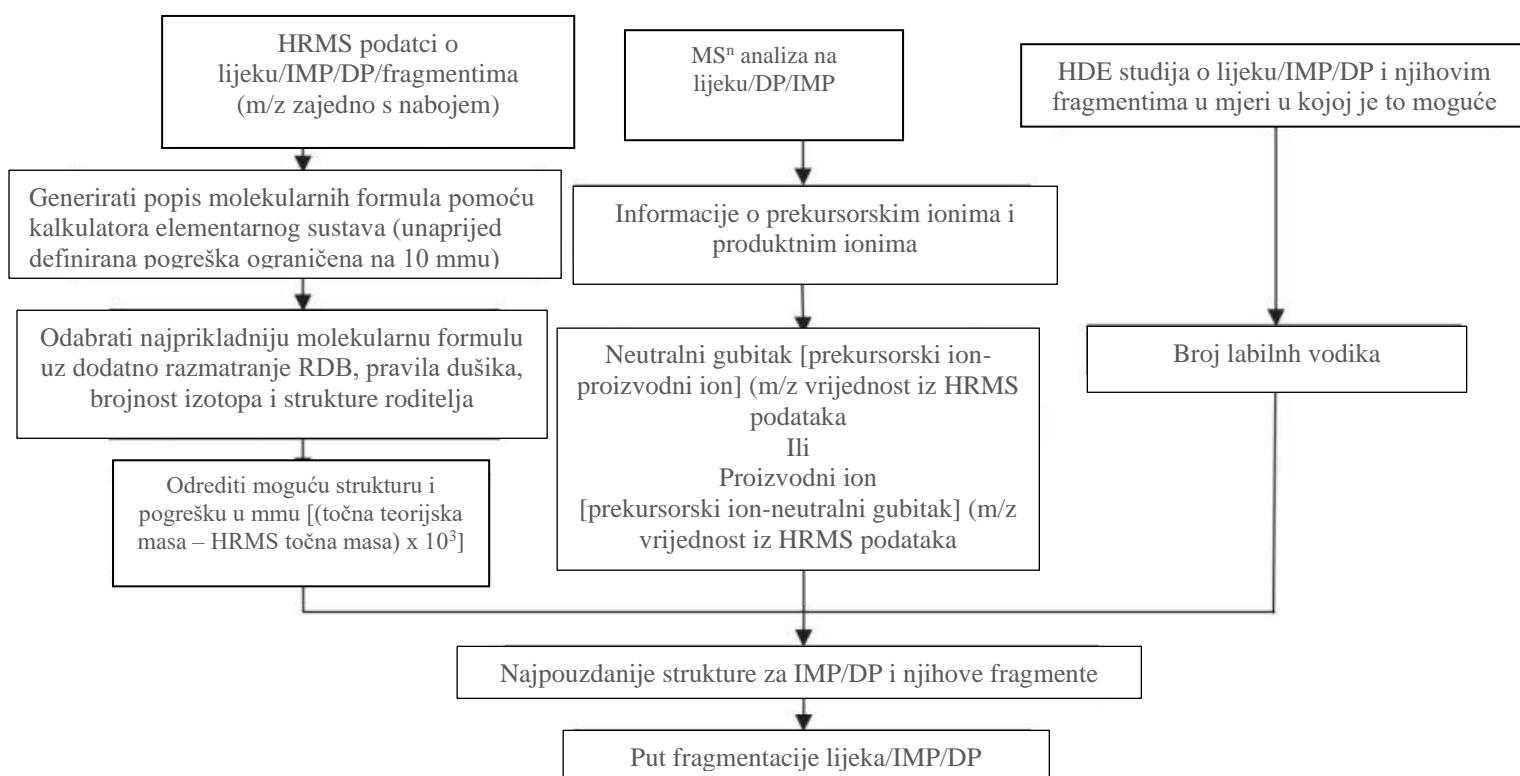 HRMS podatci o
lijeku/IMP/DP/fragmentima
(m/z zajedno s nabojem)
Generirati popis molekularnih formula pomoću
kalkulatora elementarnog sustava (unaprijed
definirana pogreška ograničena na 10 mmu)
Odabrati najprikladniju molekularnu formulu
uz dodatno razmatranje RDB, pravila dušika,
brojnost izotopa i strukture roditelja
Odrediti moguću strukturu i
pogrešku u mmu [(točna teorijska
masa – HRMS točna masa) x 10³]
MSⁿ analiza na
lijeku/DP/IMP
Informacije o prekursorskim ionima i
produktnim ionima
Neutralni gubitak [prekursorski ion-
proizvodni ion] (m/z vrijednost iz HRMS
podataka
Ili
Proizvodni ion
[prekursorski ion-neutralni gubitak] (m/z
vrijednost iz HRMS podataka
HDE studija o lijeku/IMP/DP i njihovim
fragmentima u mjeri u kojoj je to moguće
Broj labilnh vodika
Najpouzdanije strukture za IMP/DP i njihove fragmente
Put fragmentacije lijeka/IMP/DP